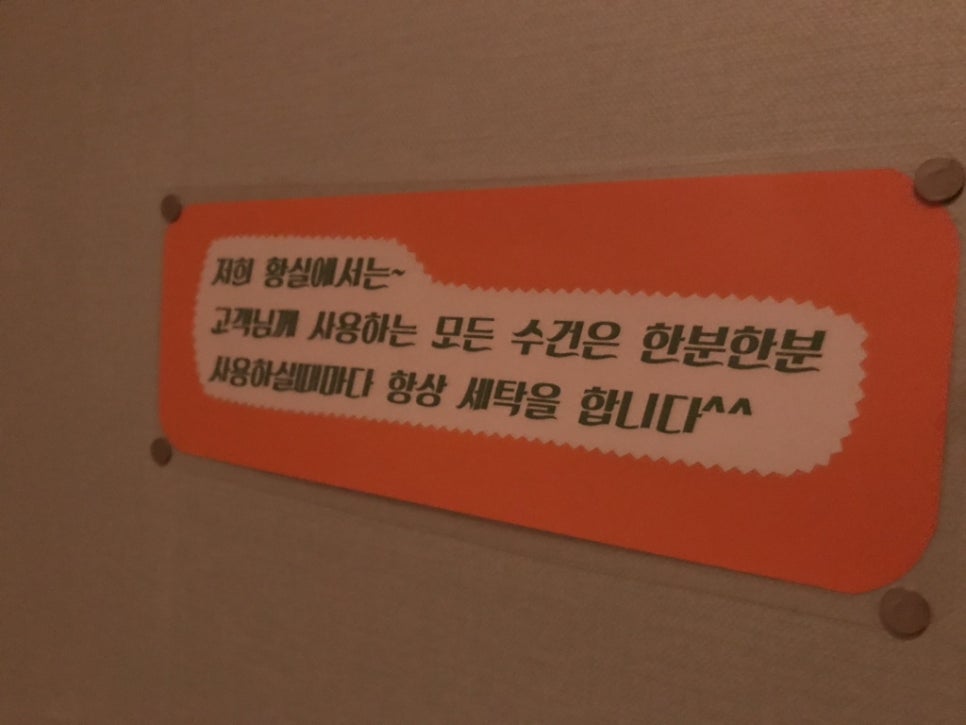 저희 황실에서는~
고객님께 사용하는 모든 수건은 한분한분
사용하실때마다 항상 세탁을 합니다^^